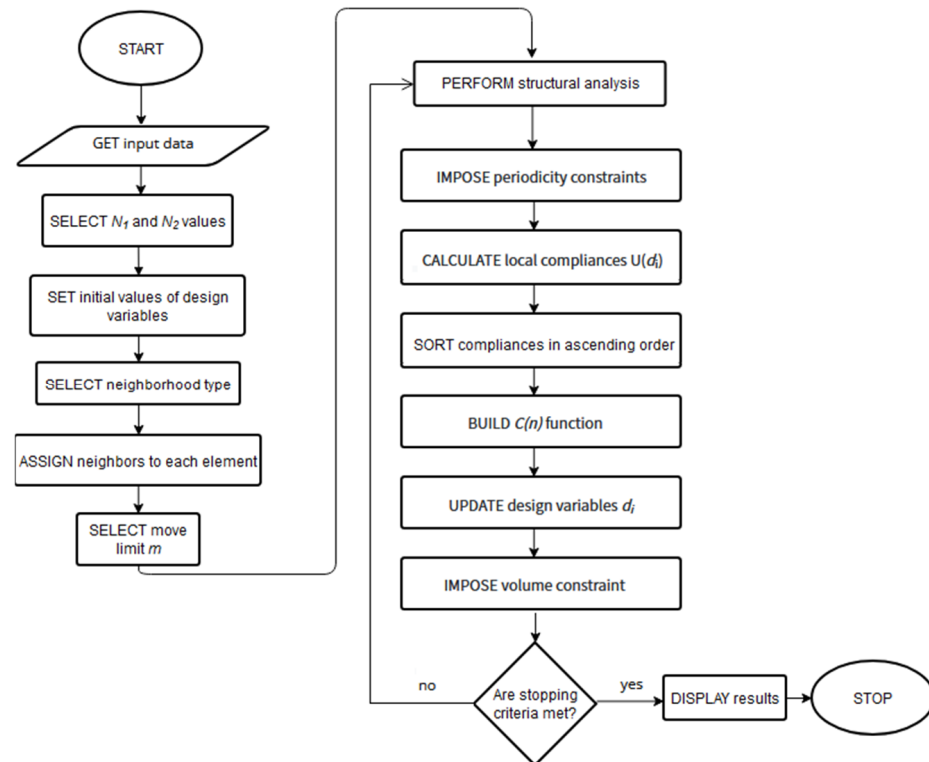 START
GET input data
SELECT N₁ and N₂ values
SET initial values of design
variables
SELECT neighborhood type
ASSIGN neighbors to each element
SELECT move
limit m
PERFORM structural analysis
IMPOSE periodicity constraints
CALCULATE local compliances U(dᵢ)
SORT compliances in ascending order
BUILD C(n) function
UPDATE design variables dᵢ
IMPOSE volume constraint
Are stopping
criteria met?
no
yes
DISPLAY results
STOP